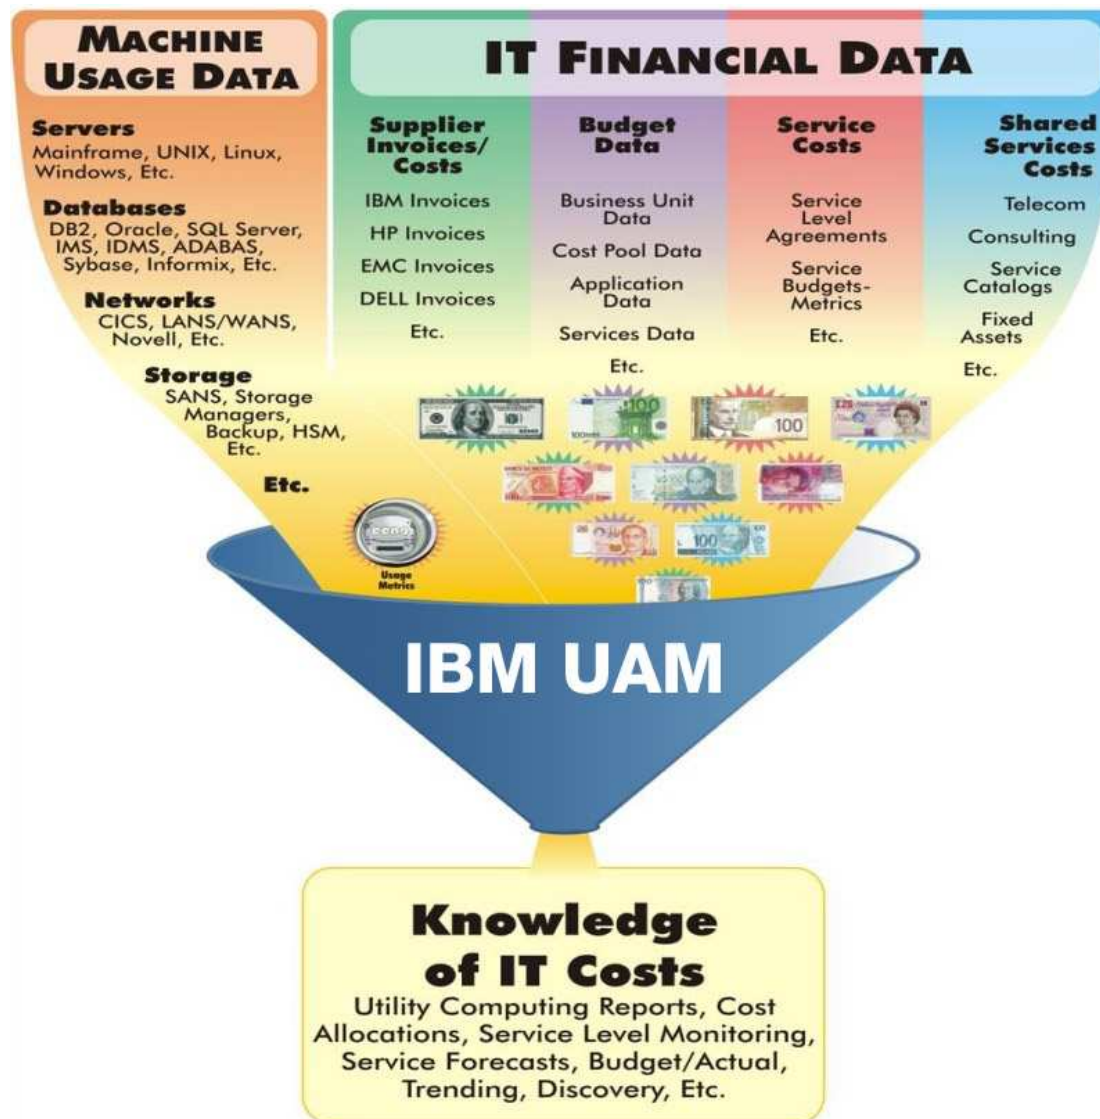 MACHINE
USAGE DATA
Servers
Mainframe, UNIX, Linux,
Windows, Etc.
Databases
DB2, Oracle, SQL Server,
IMS, IDMS, ADABAS,
Sybase, Informix, Etc.
Networks
CICS, LANS/WANS,
Novell, Etc.
Storage
SANS, Storage
Managers,
Backup, HSM,
Etc.
Etc.
Usage
Metrics
IT FINANCIAL DATA
Supplier
Invoices/
Costs
IBM Invoices
HP Invoices
EMC Invoices
DELL Invoices
Etc.
Budget
Data
Business Unit
Data
Cost Pool Data
Application
Data
Services Data
Etc.
Service
Costs
Service
Level
Agreements
Service
Budgets-
Metrics
Etc.
Shared
Services
Costs
Telecom
Consulting
Service
Catalogs
Fixed
Assets
Etc.
100
100
£20
100
IBM UAM
Knowledge
of IT Costs
Utility Computing Reports, Cost
Allocations, Service Level Monitoring,
Service Forecasts, Budget/Actual,
Trending, Discovery, Etc.